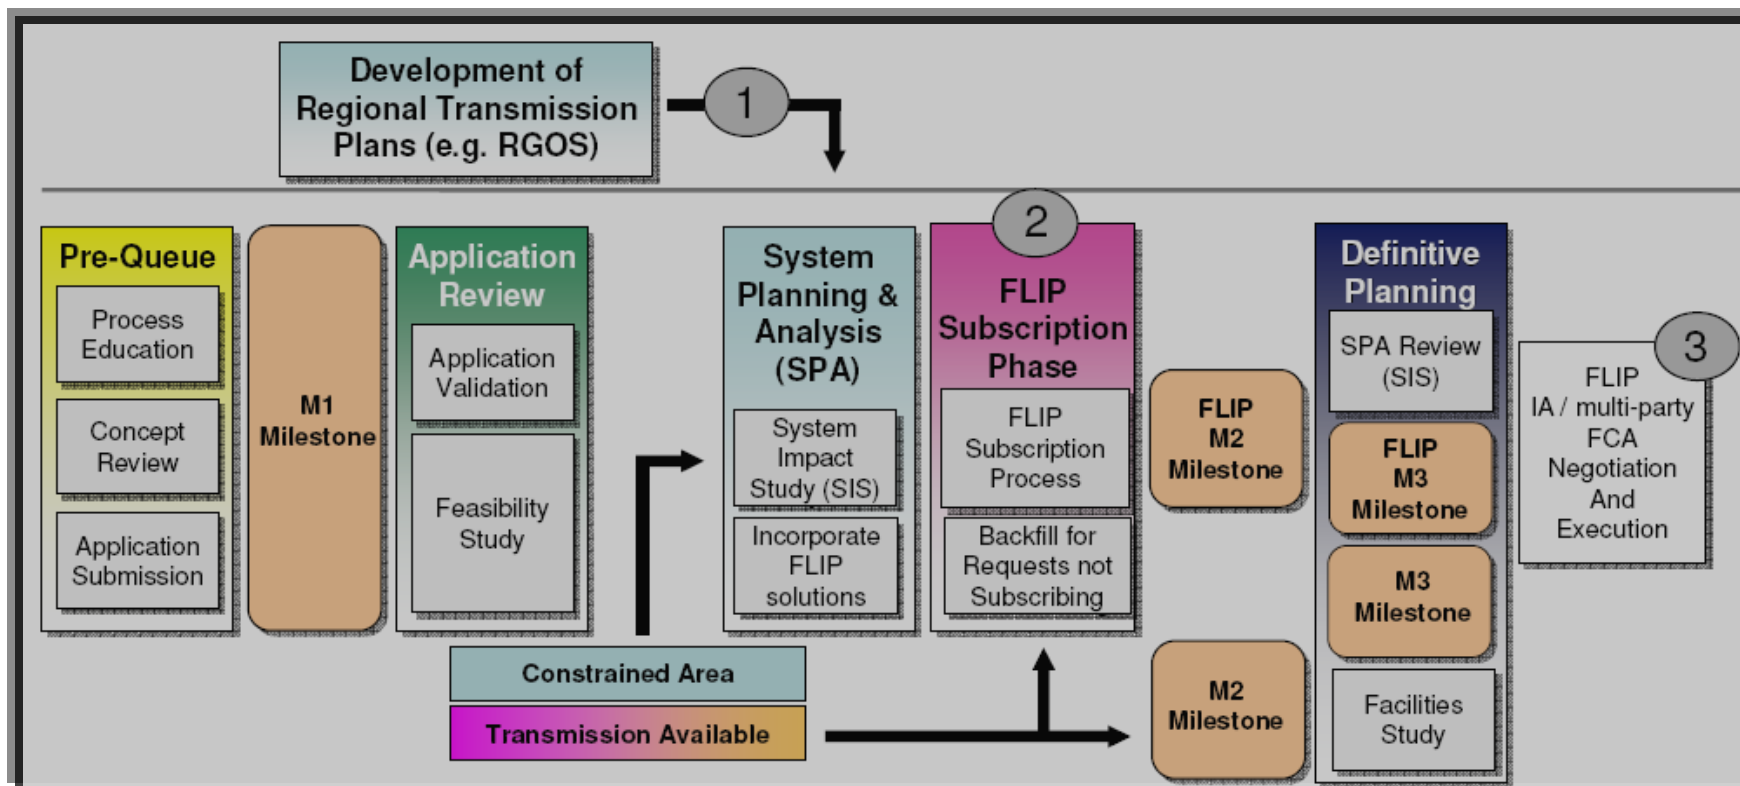 Development of
Regional Transmission
Plans (e.g. RGOS)
1
Pre-Queue
Process
Education
Concept
Review
Application
Submission
M1
Milestone
Application
Review
Application
Validation
Feasibility
Study
System
Planning &
Analysis
(SPA)
System
Impact
Study (SIS)
Incorporate
FLIP
solutions
2
FLIP
Subscription
Phase
FLIP
Subscription
Process
Backfill for
Requests not
Subscribing
FLIP
M2
Milestone
M2
Milestone
Definitive
Planning
SPA Review
(SIS)
FLIP
M3
Milestone
M3
Milestone
Facilities
Study
3
FLIP
IA / multi-party
FCA
Negotiation
And
Execution
Constrained Area
Transmission Available